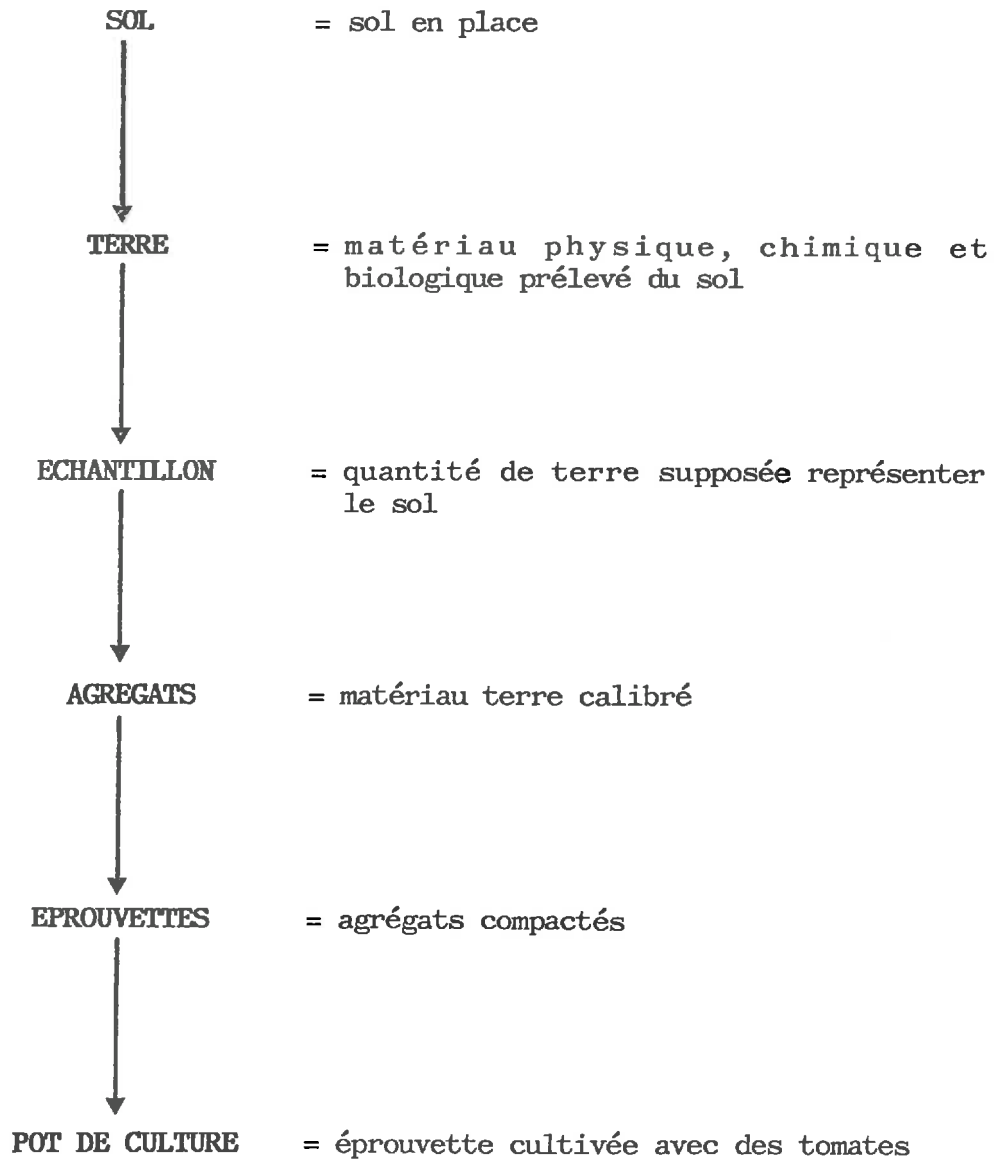 SOL = sol en place
TERRE = matériau physique, chimique et
biologique prélevé du sol
ECHANTILLON = quantité de terre supposée représenter
le sol
AGREGATS = matériau terre calibré
EPROUVETTES = agrégats compactés
POT DE CULTURE = éprouvette cultivée avec des tomates